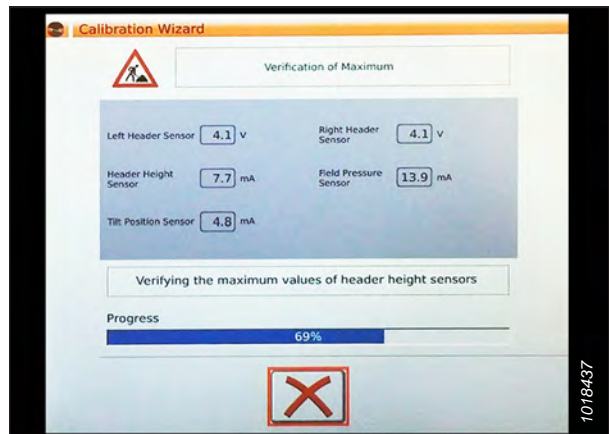 Calibration Wizard
Verification of Maximum
Left Header Sensor 4.1 V
Right Header
Sensor 4.1 V
Header Height
Sensor 7.7 mA
Field Pressure
Sensor 13.9 mA
Tilt Position Sensor 4.8 mA
Verifying the maximum values of header height sensors
Progress
69%
1018437